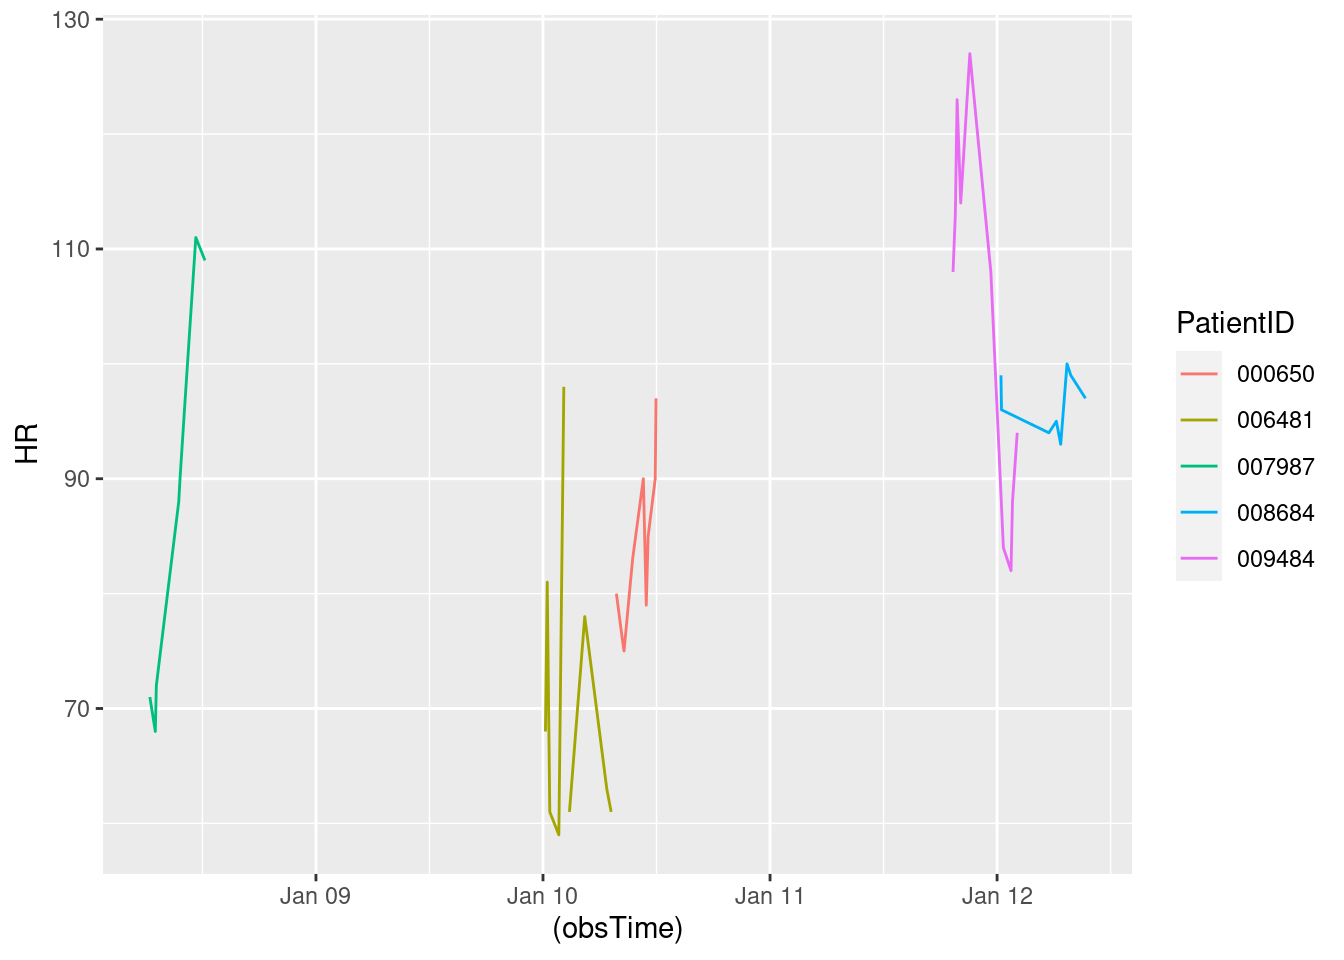 130
110
90
70
HR
Jan 09
Jan 10
Jan 11
Jan 12
(obsTime)
PatientID
000650
006481
007987
008684
009484